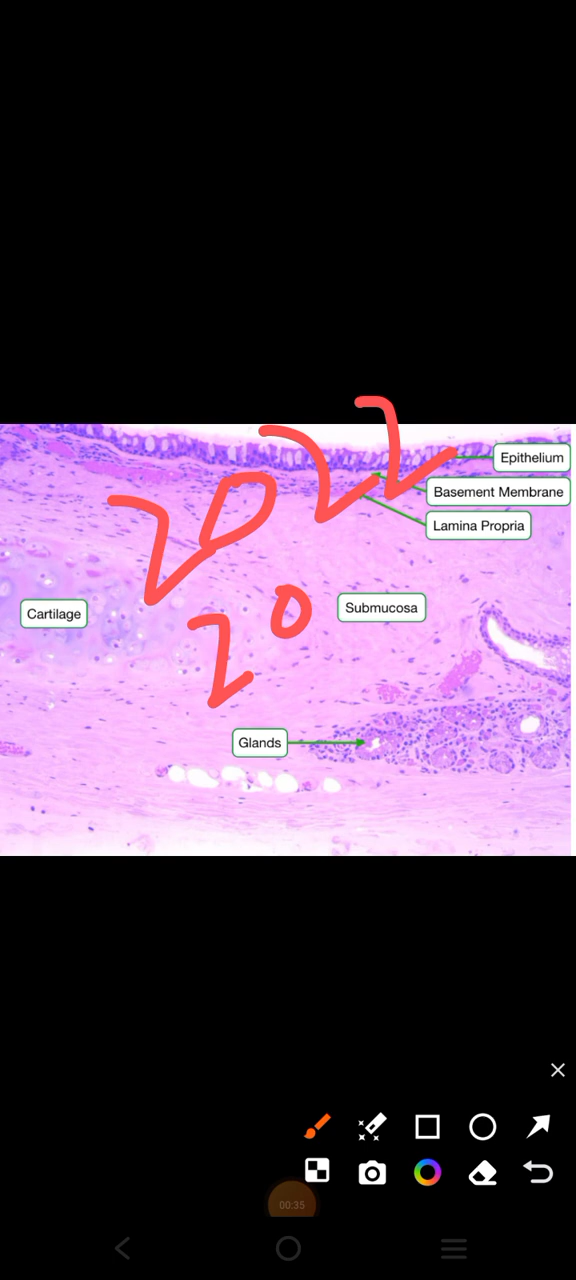 2022
Epithelium
Basement Membrane
Lamina Propria
20
Cartilage
Submucosa
Glands
00:35